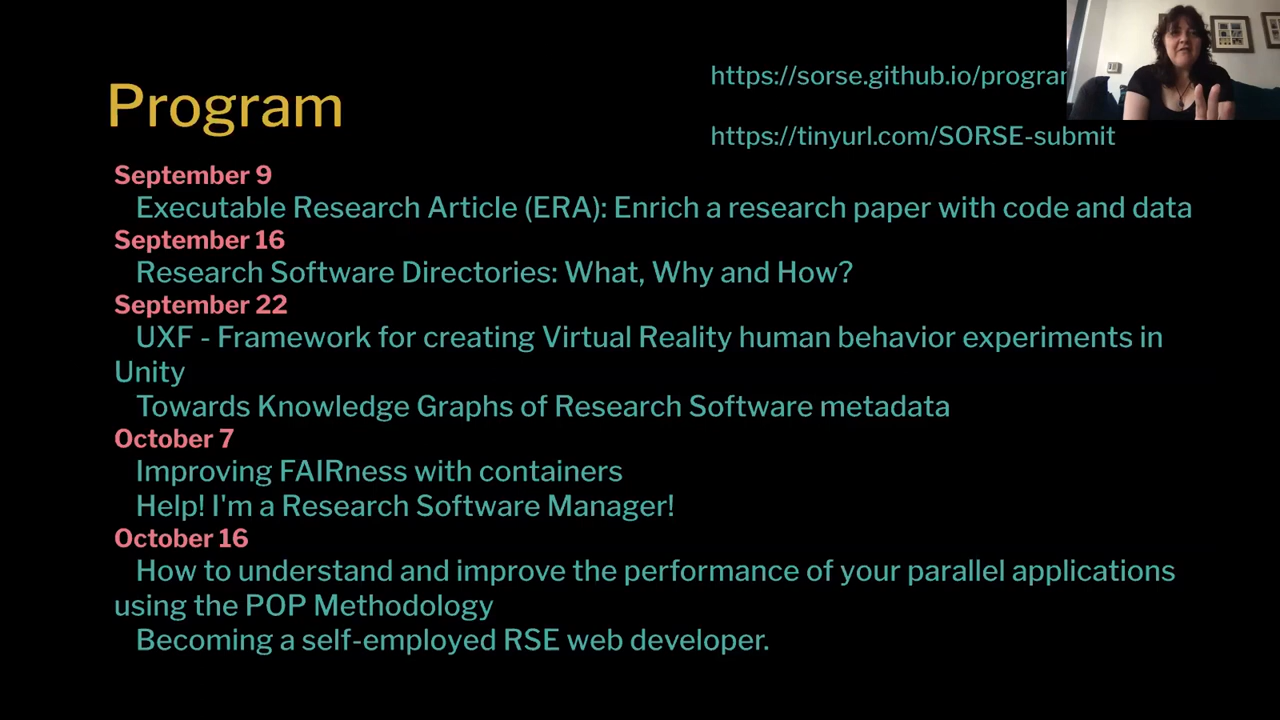 https://sorse.github.io/progra
Program
https://tinyurl.com/SORSE-submit
September 9
Executable Research Article (ERA): Enrich a research paper with code and data
September 16
Research Software Directories: What, Why and How?
September 22
UXF - Framework for creating Virtual Reality human behavior experiments in
Unity
Towards Knowledge Graphs of Research Software metadata
October 7
Improving FAIRness with containers
Help! I'm a Research Software Manager!
October 16
How to understand and improve the performance of your parallel applications
using the POP Methodology
Becoming a self-employed RSE web developer.